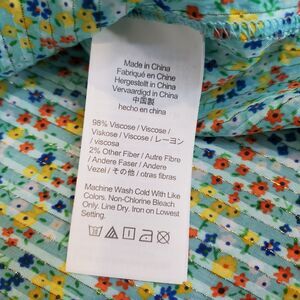 Made in China
Fabriqué en Chine
Hergestellt in China
Vervaardigd in China
中国製
hecho en china
98% Viscose / Viscose /
Viskose / Viscose / レーヨン
/ viscosa
2% Other Fiber / Autre Fibre
/ Andere Faser / Andere
Vezel / その他 / otras fibras
Machine Wash Cold With Like
Colors. Non-Chlorine Bleach
Only. Line Dry. Iron on Lowest
Setting.